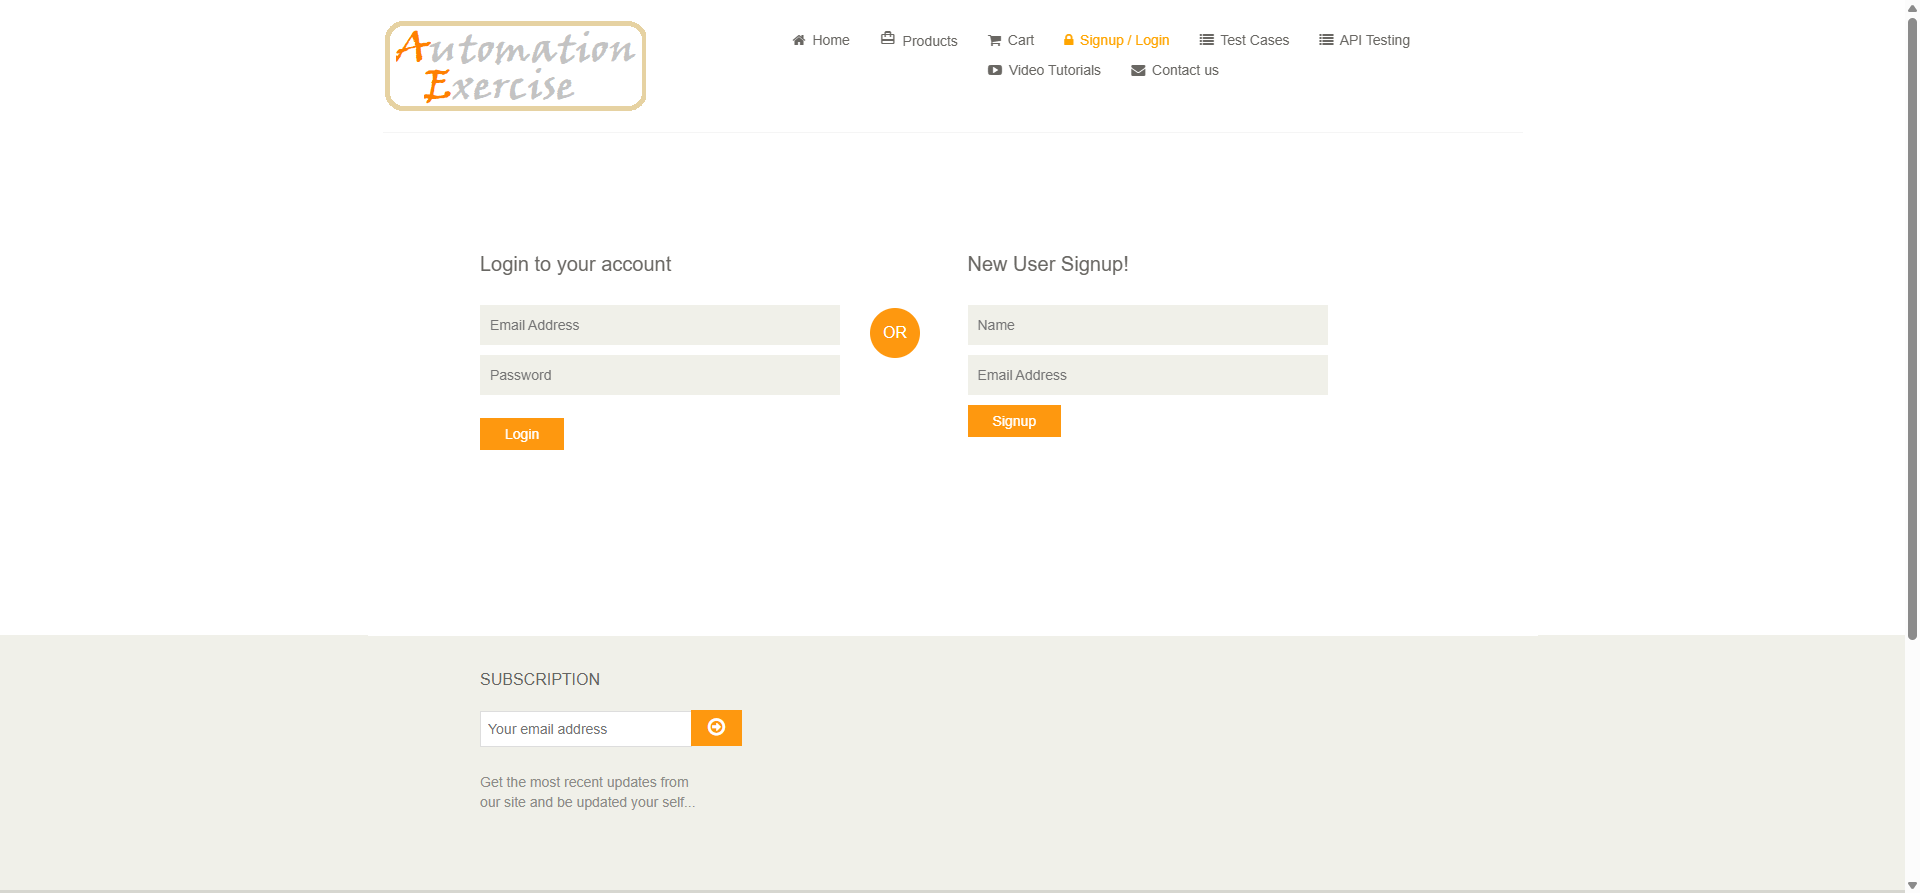 Automation
Exercise
Home
Products
Cart
Signup / Login
Test Cases
API Testing
Video Tutorials
Contact us
Login to your account
Email Address
Password
Login
OR
New User Signup!
Name
Email Address
Signup
SUBSCRIPTION
Your email address
Get the most recent updates from
our site and be updated your self...